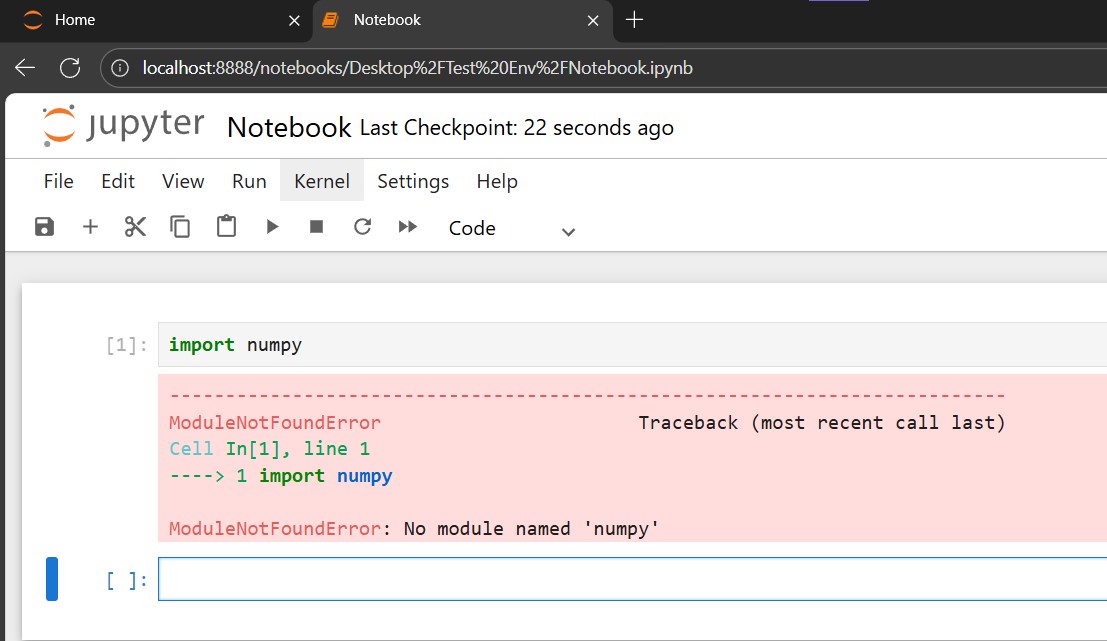 Home
Notebook
localhost:8888/notebooks/Desktop%2FTest%20Env%2FNotebook.ipynb
jupyter Notebook Last Checkpoint: 22 seconds ago
File Edit View Run Kernel Settings Help
Code
[1]: import numpy
---------------------------------------------------------------------------
ModuleNotFoundError Traceback (most recent call last)
Cell In[1], line 1
----> 1 import numpy
ModuleNotFoundError: No module named 'numpy'
[ ]: